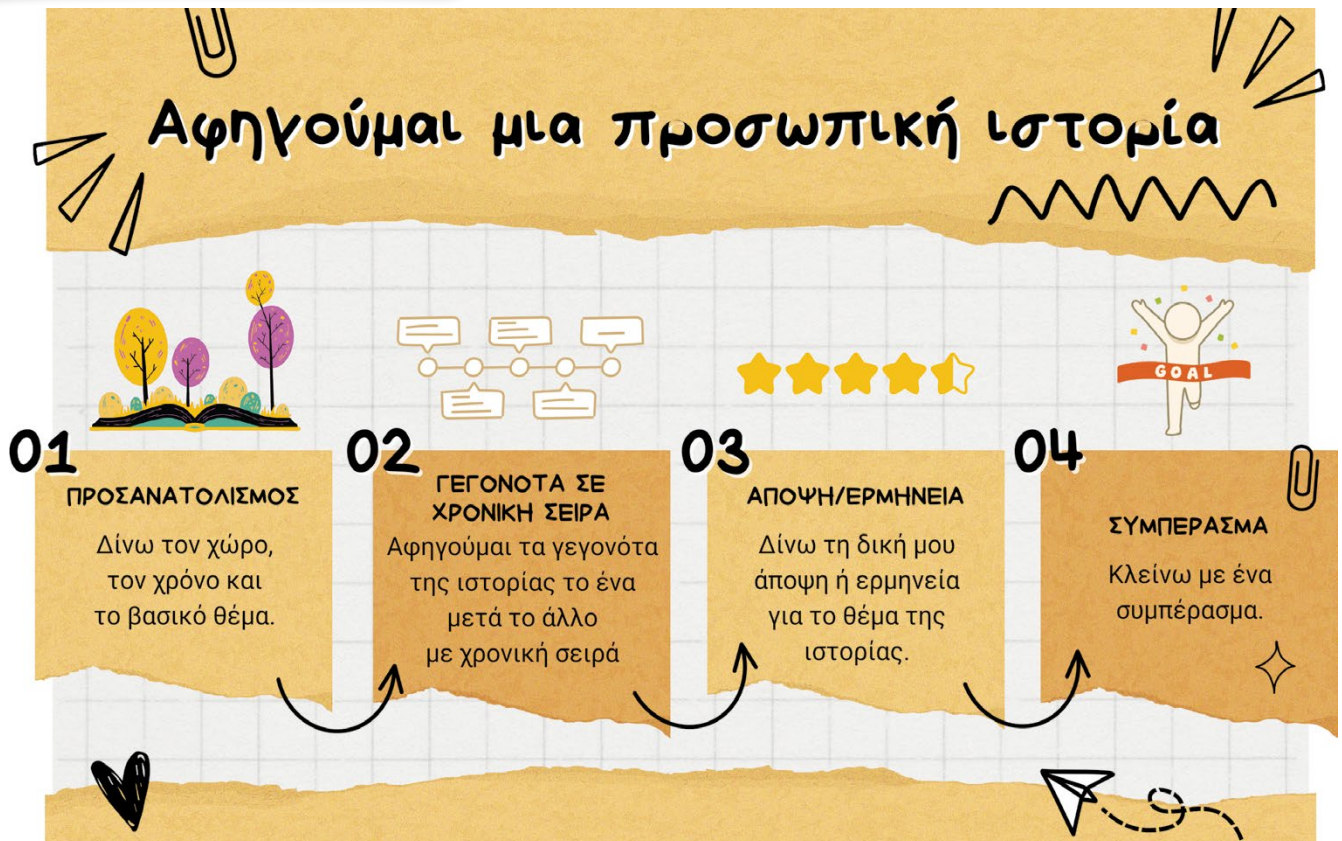 Αφηγούμαι μια προσωπική ιστορία
GOAL
01
ΠΡΟΣΑΝΑΤΟΛΙΣΜΟΣ
Δίνω τον χώρο,
τον χρόνο και
το βασικό θέμα.
02
ΓΕΓΟΝΟΤΑ ΣΕ
ΧΡΟΝΙΚΗ ΣΕΙΡΑ
Αφηγούμαι τα γεγονότα
της ιστορίας το ένα
μετά το άλλο
με χρονική σειρά
03
ΑΠΟΨΗ/ΕΡΜΗΝΕΙΑ
Δίνω τη δική μου
άποψη ή ερμηνεία
για το θέμα της
ιστορίας.
04
ΣΥΜΠΕΡΑΣΜΑ
Κλείνω με ένα
συμπέρασμα.